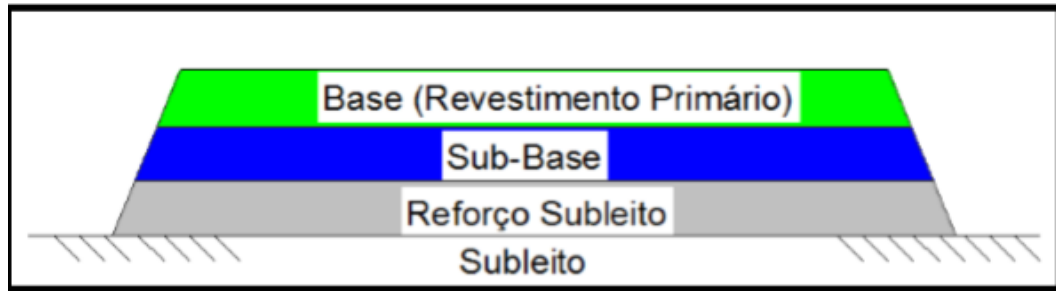 Base (Revestimento Primário)
Sub-Base
Reforço Subleito
Subleito